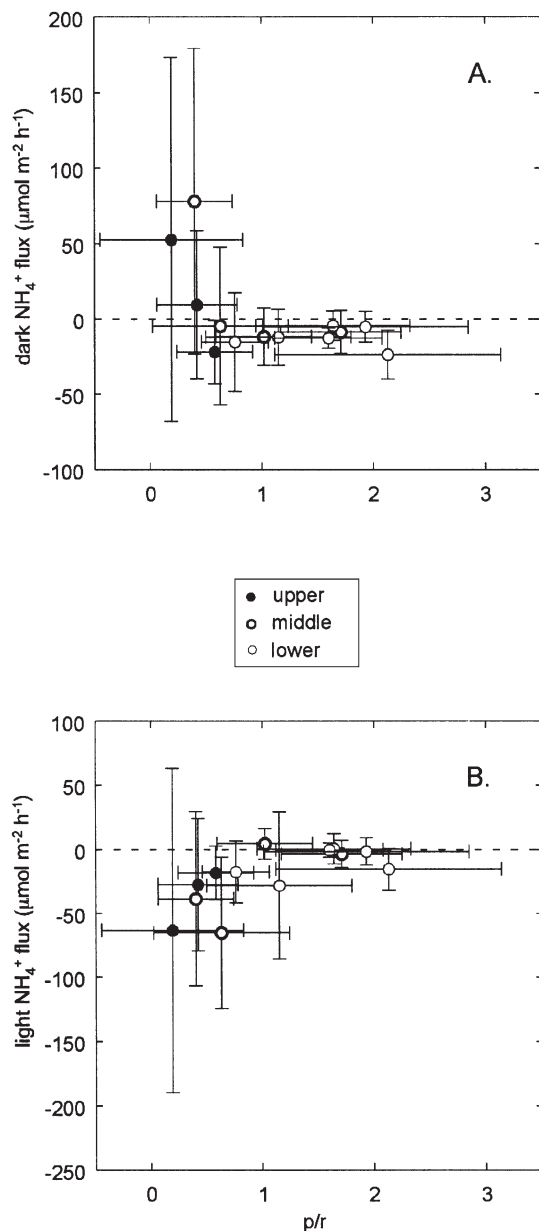 200
150
100
50
0
-50
-100
dark NH₄⁺ flux (μmol m⁻² h⁻¹)
A.
0 1 2 3
upper
middle
lower
100
50
0
-50
-100
-150
-200
-250
light NH₄⁺ flux (μmol m⁻² h⁻¹)
B.
0 1 2 3
p/r